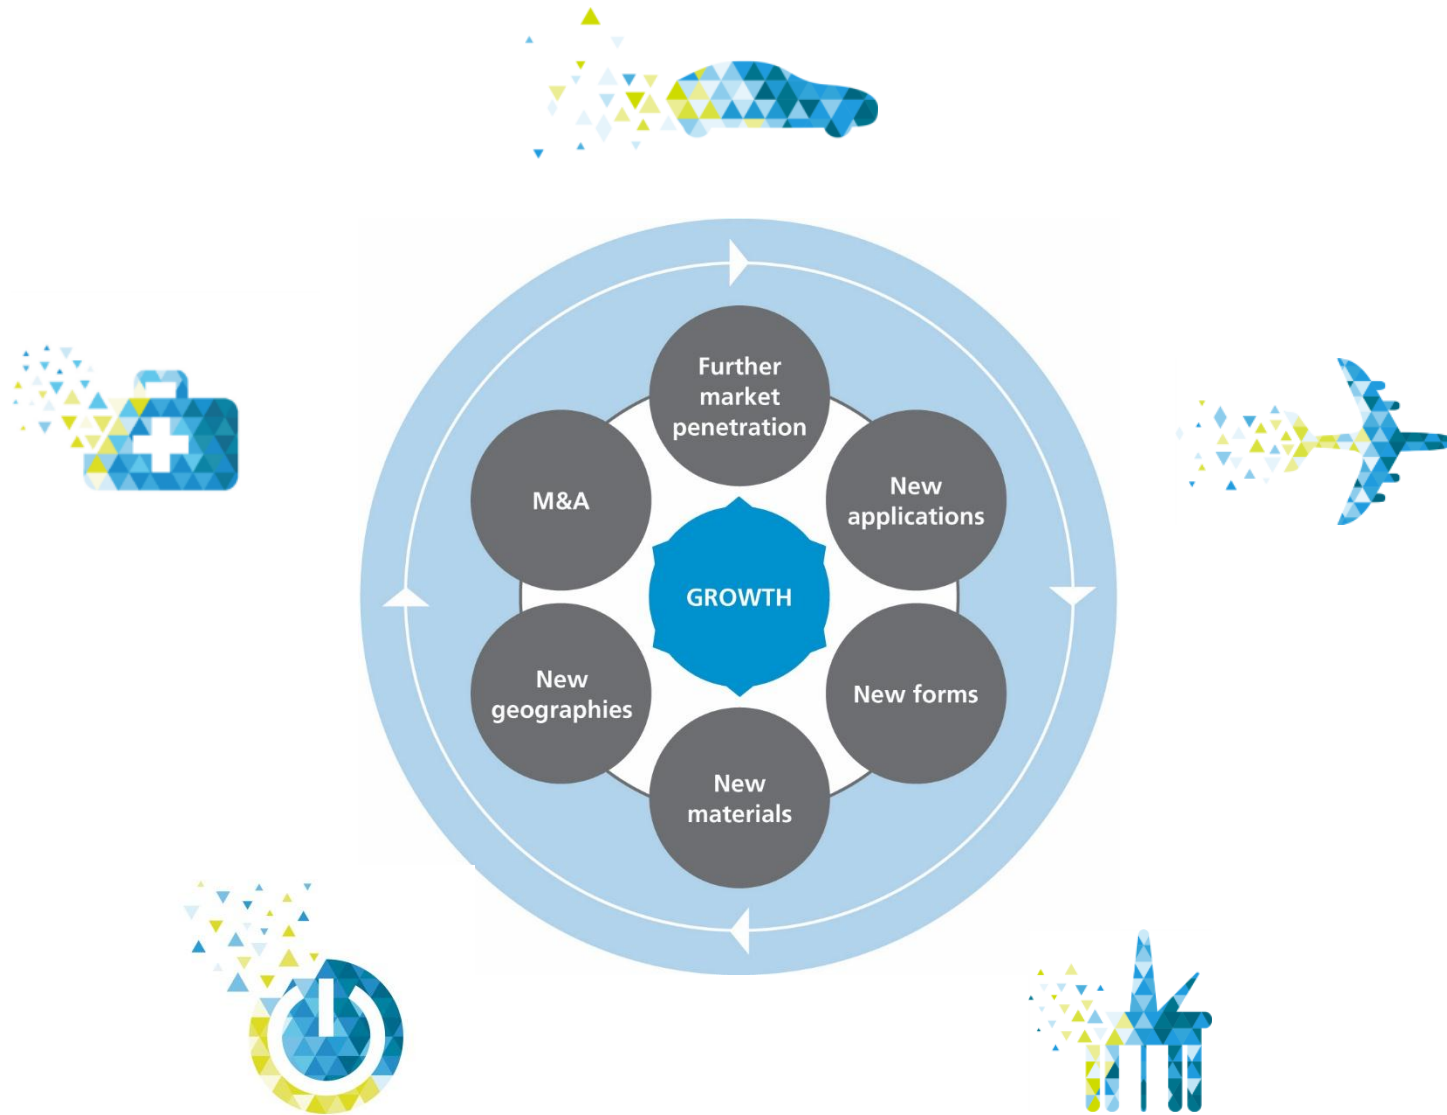 Further
market
penetration
New
applications
New forms
New
materials
New
geographies
M&A
GROWTH